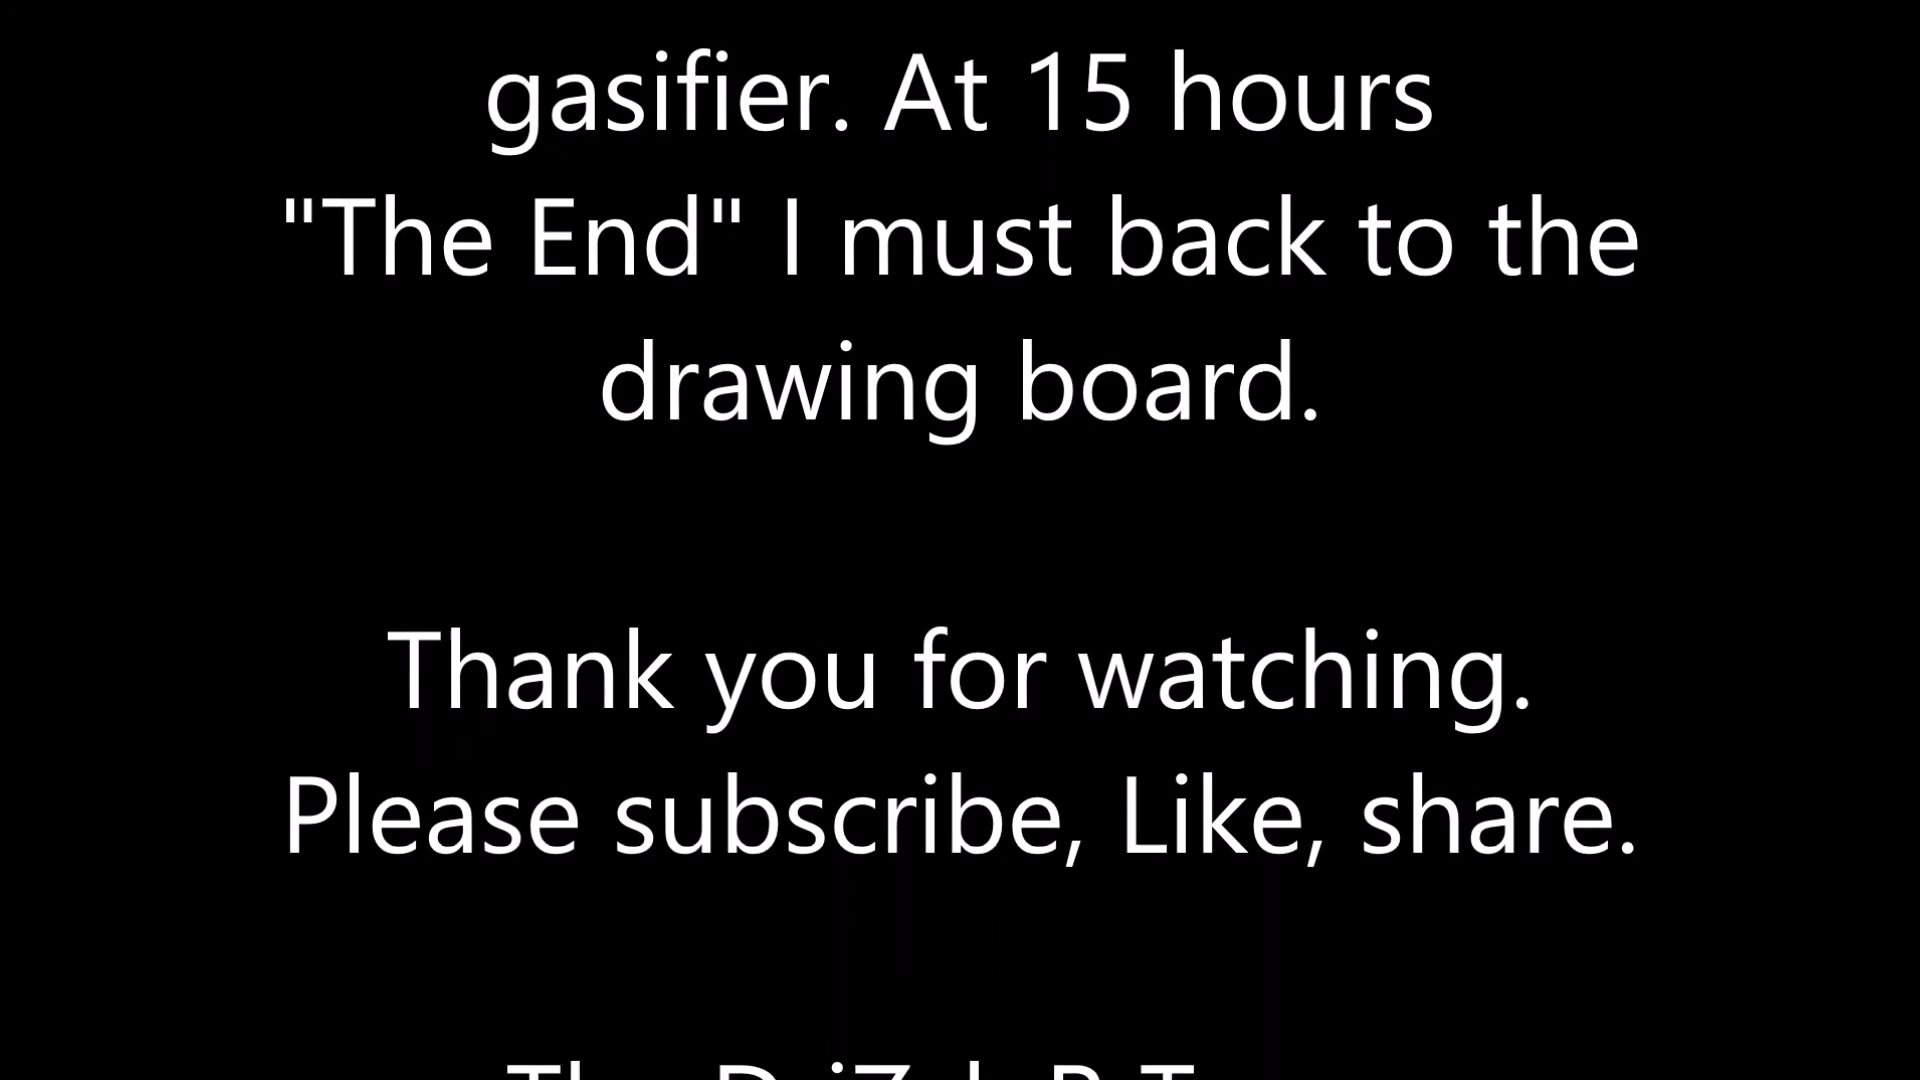 gasifier. At 15 hours
"The End" I must back to the
drawing board.
Thank you for watching.
Please subscribe, Like, share.